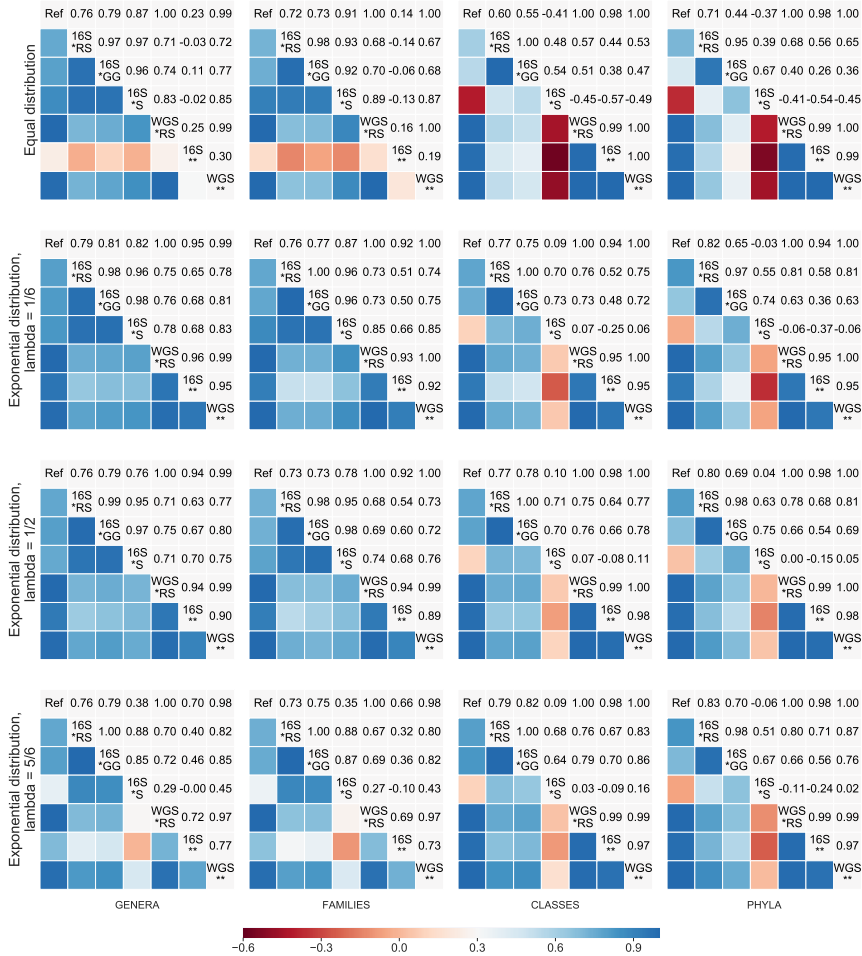 Equal distribution
Ref 0.76 0.79 0.87 1.00 0.23 0.99
16S
*RS 0.97 0.97 0.71 -0.03 0.72
16S
*GG 0.96 0.74 0.11 0.77
16S
*S 0.83 -0.02 0.85
WGS
*RS 0.25 0.99
16S
** 0.30
WGS
**
Ref 0.72 0.73 0.91 1.00 0.14 1.00
16S
*RS 0.98 0.93 0.68 -0.14 0.67
16S
*GG 0.92 0.70 -0.06 0.68
16S
*S 0.89 -0.13 0.87
WGS
*RS 0.16 1.00
16S
** 0.19
WGS
**
Ref 0.60 0.55 -0.41 1.00 0.98 1.00
16S
*RS 1.00 0.48 0.57 0.44 0.53
16S
*GG 0.54 0.51 0.38 0.47
16S
*S -0.45 -0.57 -0.49
WGS
*RS 0.99 1.00
16S
** 1.00
WGS
**
Ref 0.71 0.44 -0.37 1.00 0.98 1.00
16S
*RS 0.95 0.39 0.68 0.56 0.65
16S
*GG 0.67 0.40 0.26 0.36
16S
*S -0.41 -0.54 -0.45
WGS
*RS 0.99 1.00
16S
** 0.99
WGS
**
Exponential distribution,
lambda = 1/6
Ref 0.79 0.81 0.82 1.00 0.95 0.99
16S
*RS 0.98 0.96 0.75 0.65 0.78
16S
*GG 0.98 0.76 0.68 0.81
16S
*S 0.78 0.68 0.83
WGS
*RS 0.96 0.99
16S
** 0.95
WGS
**
Ref 0.76 0.77 0.87 1.00 0.92 1.00
16S
*RS 1.00 0.96 0.73 0.51 0.74
16S
*GG 0.96 0.73 0.50 0.75
16S
*S 0.85 0.66 0.85
WGS
*RS 0.93 1.00
16S
** 0.92
WGS
**
Ref 0.77 0.75 0.09 1.00 0.94 1.00
16S
*RS 1.00 0.70 0.76 0.52 0.75
16S
*GG 0.73 0.73 0.48 0.72
16S
*S 0.07 -0.25 0.06
WGS
*RS 0.95 1.00
16S
** 0.95
WGS
**
Ref 0.82 0.65 -0.03 1.00 0.94 1.00
16S
*RS 0.97 0.55 0.81 0.58 0.81
16S
*GG 0.74 0.63 0.36 0.63
16S
*S -0.06 -0.37 -0.06
WGS
*RS 0.95 1.00
16S
** 0.95
WGS
**
Exponential distribution,
lambda = 1/2
Ref 0.76 0.79 0.76 1.00 0.94 0.99
16S
*RS 0.99 0.95 0.71 0.63 0.77
16S
*GG 0.97 0.75 0.67 0.80
16S
*S 0.71 0.70 0.75
WGS
*RS 0.94 0.99
16S
** 0.90
WGS
**
Ref 0.73 0.73 0.78 1.00 0.92 1.00
16S
*RS 0.98 0.95 0.68 0.54 0.73
16S
*GG 0.98 0.69 0.60 0.72
16S
*S 0.74 0.68 0.76
WGS
*RS 0.94 0.99
16S
** 0.89
WGS
**
Ref 0.77 0.78 0.10 1.00 0.98 1.00
16S
*RS 1.00 0.71 0.75 0.64 0.77
16S
*GG 0.70 0.76 0.66 0.78
16S
*S 0.07 -0.08 0.11
WGS
*RS 0.99 1.00
16S
** 0.98
WGS
**
Ref 0.80 0.69 0.04 1.00 0.98 1.00
16S
*RS 0.98 0.63 0.78 0.68 0.81
16S
*GG 0.75 0.66 0.54 0.69
16S
*S 0.00 -0.15 0.05
WGS
*RS 0.99 1.00
16S
** 0.98
WGS
**
Exponential distribution,
lambda = 5/6
Ref 0.76 0.79 0.38 1.00 0.70 0.98
16S
*RS 1.00 0.88 0.70 0.40 0.82
16S
*GG 0.85 0.72 0.46 0.85
16S
*S 0.29 -0.00 0.45
WGS
*RS 0.72 0.97
16S
** 0.77
WGS
**
Ref 0.73 0.75 0.35 1.00 0.66 0.98
16S
*RS 1.00 0.88 0.67 0.32 0.80
16S
*GG 0.87 0.69 0.36 0.82
16S
*S 0.27 -0.10 0.43
WGS
*RS 0.69 0.97
16S
** 0.73
WGS
**
Ref 0.79 0.82 0.09 1.00 0.98 0.99
16S
*RS 1.00 0.68 0.76 0.67 0.83
16S
*GG 0.64 0.79 0.70 0.86
16S
*S 0.03 -0.09 0.16
WGS
*RS 0.99 0.99
16S
** 0.97
WGS
**
Ref 0.83 0.70 -0.06 1.00 0.98 0.99
16S
*RS 0.98 0.51 0.80 0.71 0.87
16S
*GG 0.67 0.66 0.56 0.76
16S
*S -0.11 -0.24 0.02
WGS
*RS 0.99 0.99
16S
** 0.97
WGS
**
GENERA FAMILIES CLASSES PHYLA
−0.6 −0.3 0.0 0.3 0.6 0.9